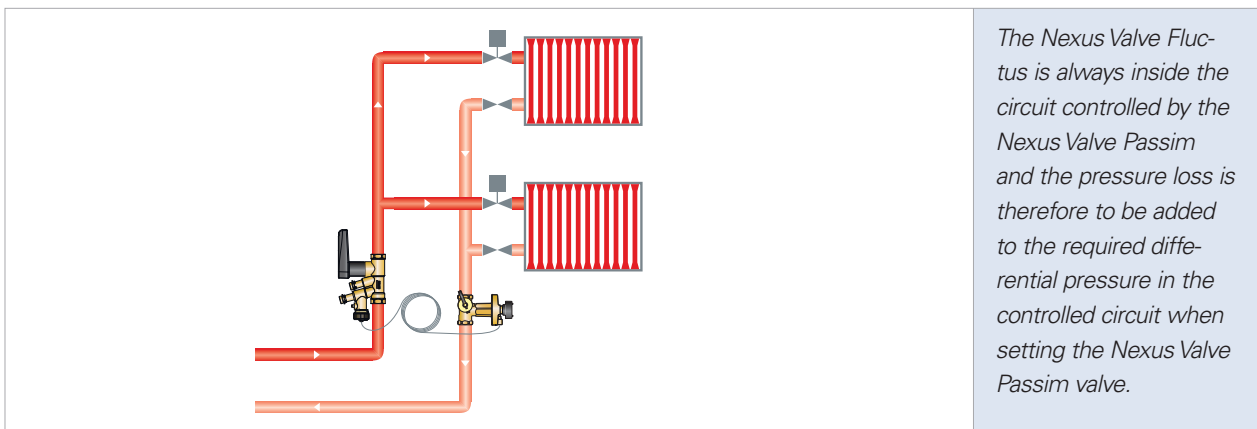 The Nexus Valve Fluc-
tus is always inside the
circuit controlled by the
Nexus Valve Passim
and the pressure loss is
therefore to be added
to the required diffe-
rential pressure in the
controlled circuit when
setting the Nexus Valve
Passim valve.